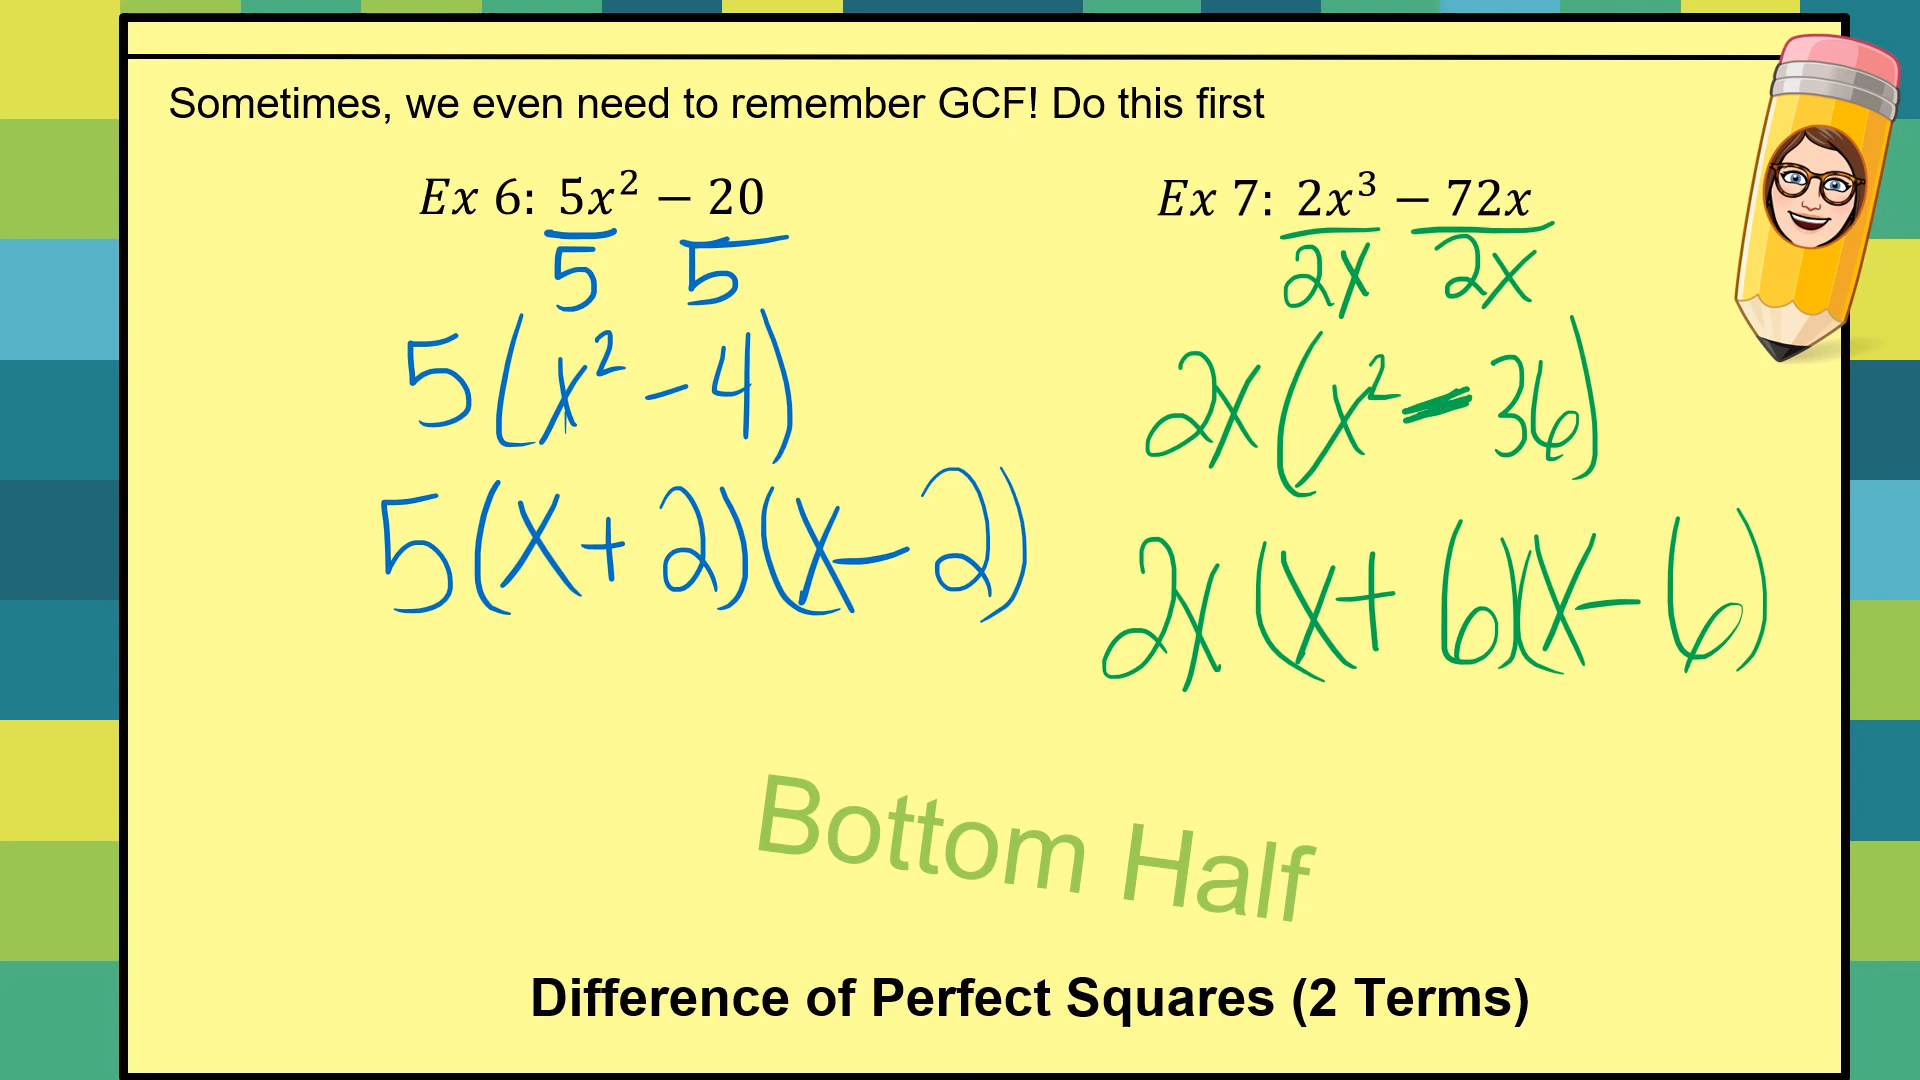 Sometimes, we even need to remember GCF! Do this first
Ex 6: 5x² − 20
5 5
5(x² - 4)
5(x+2)(x-2)
Ex 7: 2x³ − 72x
2x 2x
2x(x² - 36)
2x(x+6)(x-6)
Bottom Half
Difference of Perfect Squares (2 Terms)